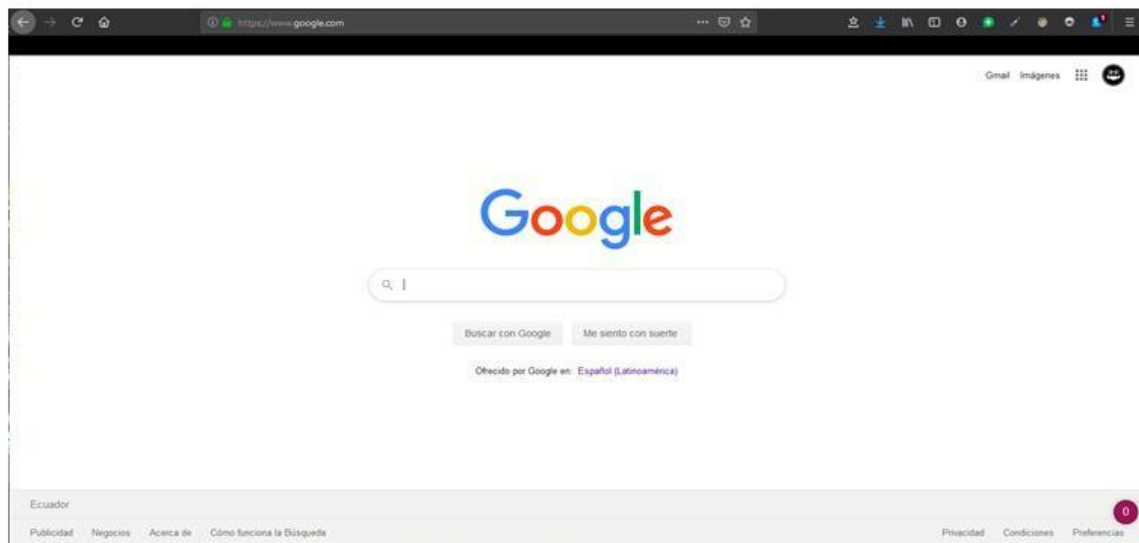 https://www.google.com
Gmail Imágenes
Google
Buscar con Google Me siento con suerte
Ofrecido por Google en: Español (Latinoamérica)
Ecuador
0
Publicidad Negocios Acerca de Cómo funciona la Búsqueda Privacidad Condiciones Preferencias